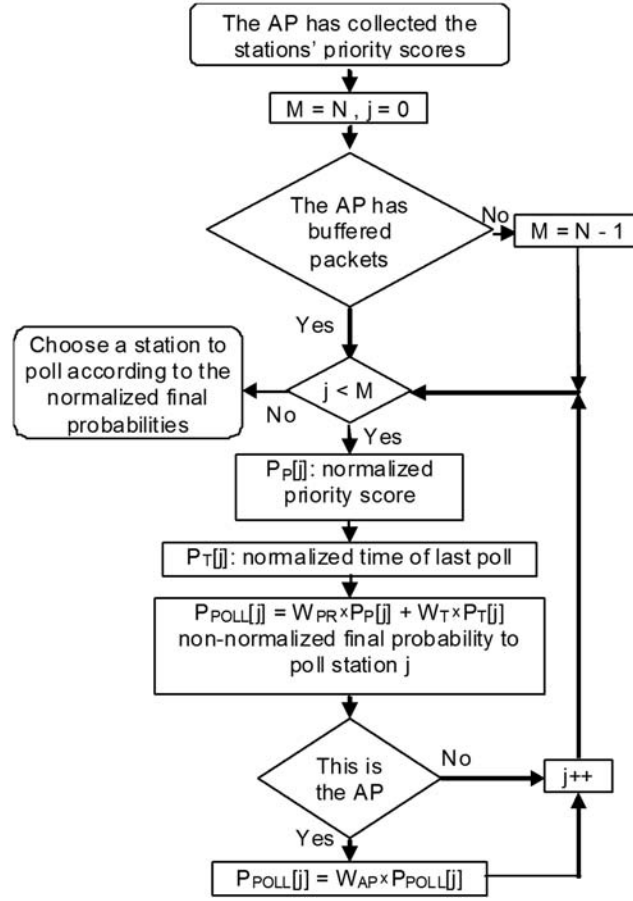 The AP has collected the
stations' priority scores
M = N , j = 0
The AP has
buffered
packets
No
M = N - 1
Yes
Choose a station to
poll according to the
normalized final
probabilities
j < M
No
Yes
P_P[j]: normalized
priority score
P_T[j]: normalized time of last poll
P_POLL[j] = W_PR×P_P[j] + W_T×P_T[j]
non-normalized final probability to
poll station j
This is
the AP
No
j++
Yes
P_POLL[j] = W_AP×P_POLL[j]